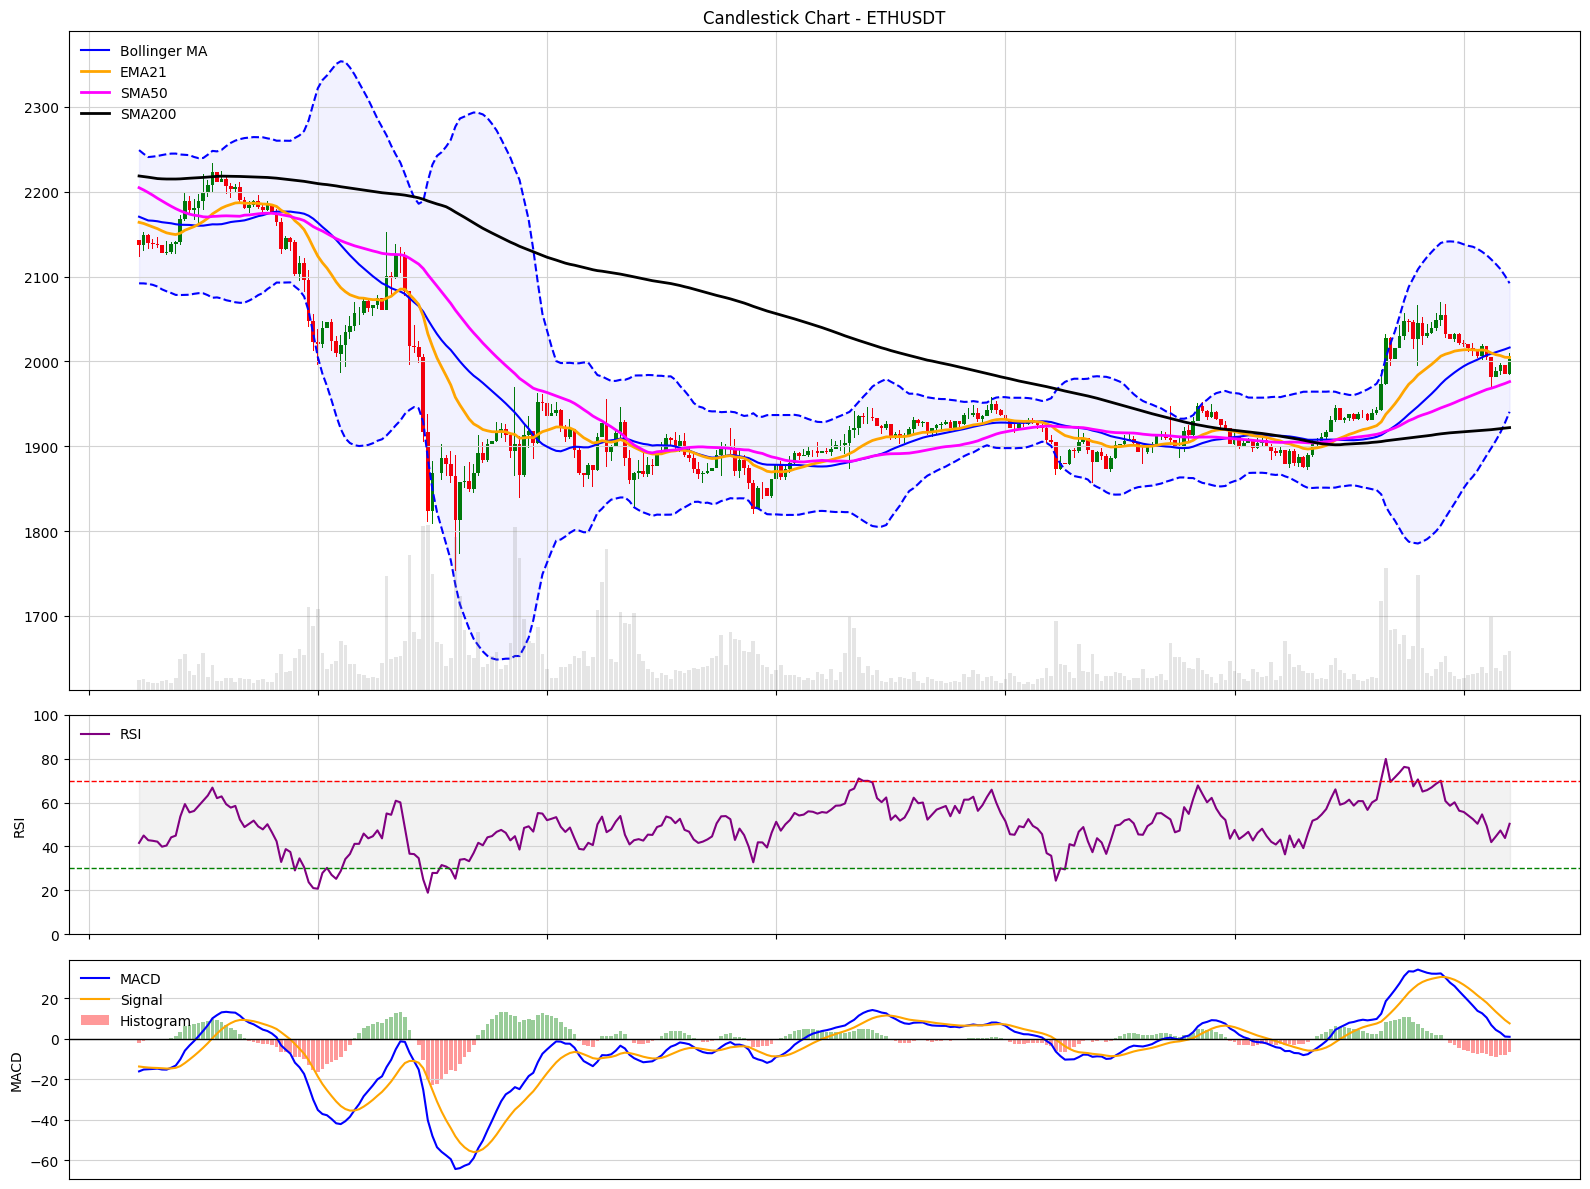 Candlestick Chart - ETHUSDT
Bollinger MA
EMA21
SMA50
SMA200
2300
2200
2100
2000
1900
1800
1700
RSI
100
80
60
40
20
0
RSI
MACD
Signal
Histogram
20
0
−20
−40
−60
MACD